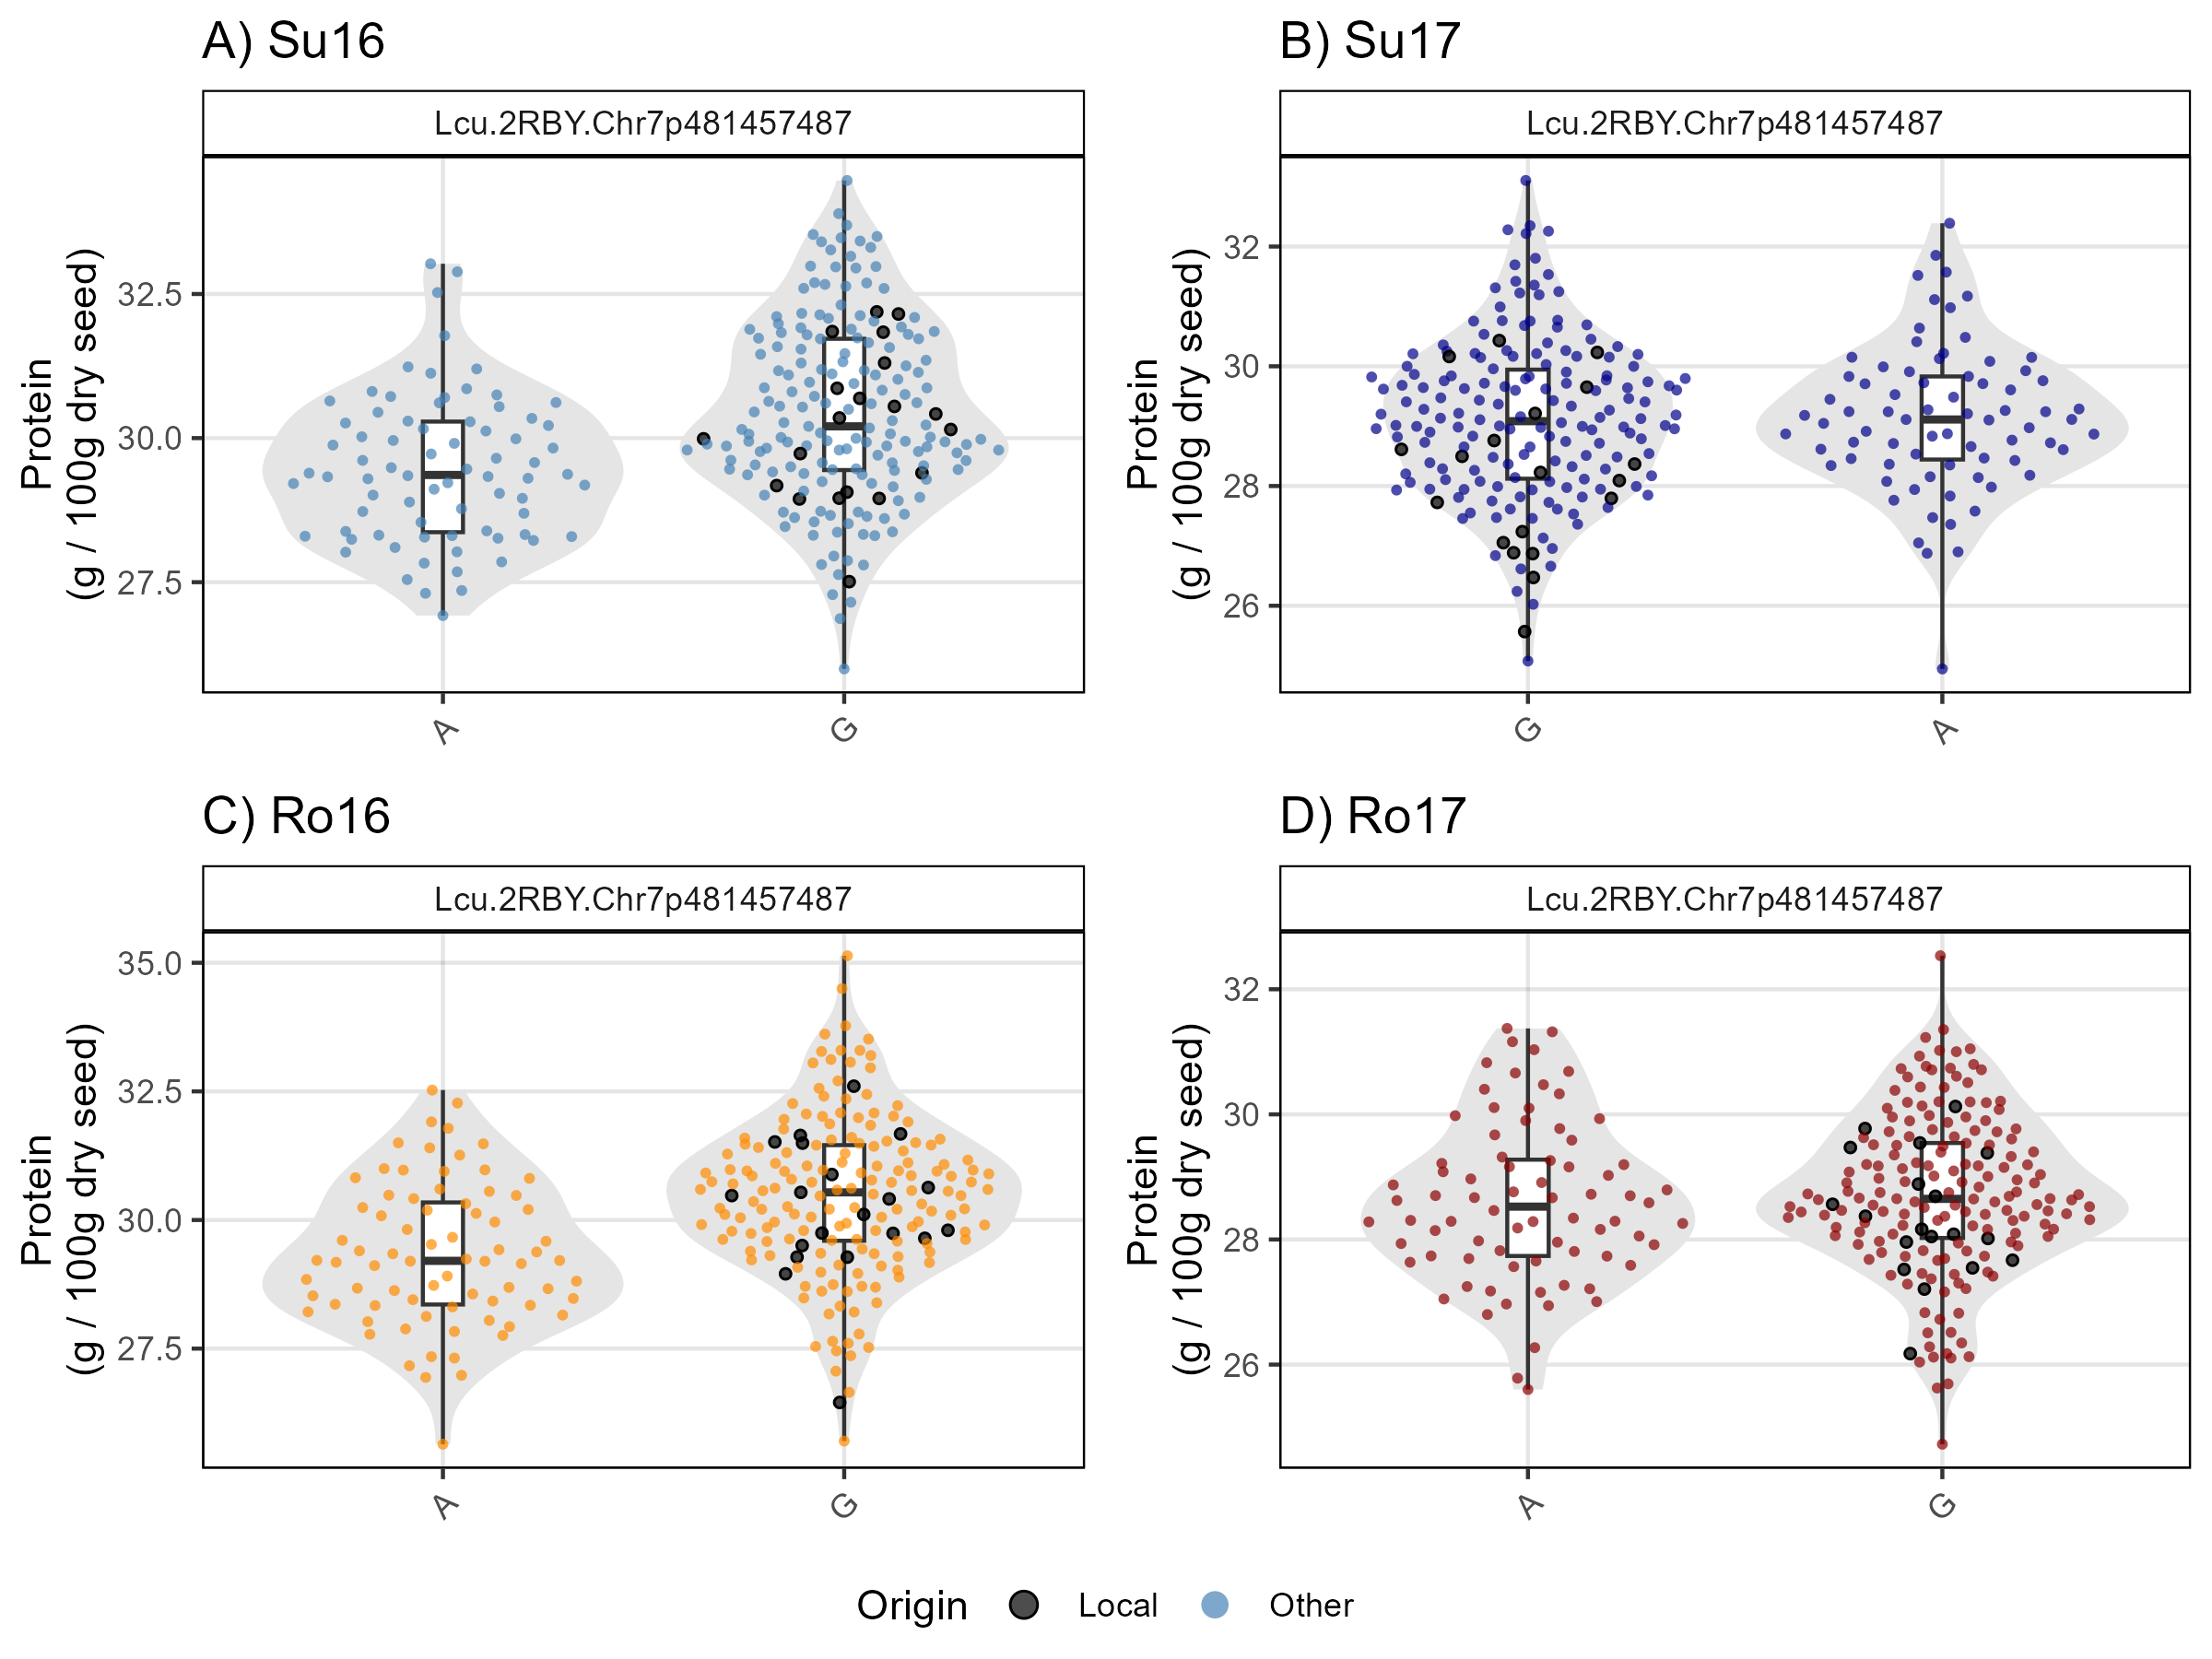 A) Su16
Lcu.2RBY.Chr7p481457487
Protein
(g / 100g dry seed)
32.5
30.0
27.5
A
G
B) Su17
Lcu.2RBY.Chr7p481457487
Protein
(g / 100g dry seed)
32
30
28
26
G
A
C) Ro16
Lcu.2RBY.Chr7p481457487
Protein
(g / 100g dry seed)
35.0
32.5
30.0
27.5
A
G
D) Ro17
Lcu.2RBY.Chr7p481457487
Protein
(g / 100g dry seed)
32
30
28
26
A
G
Origin Local Other